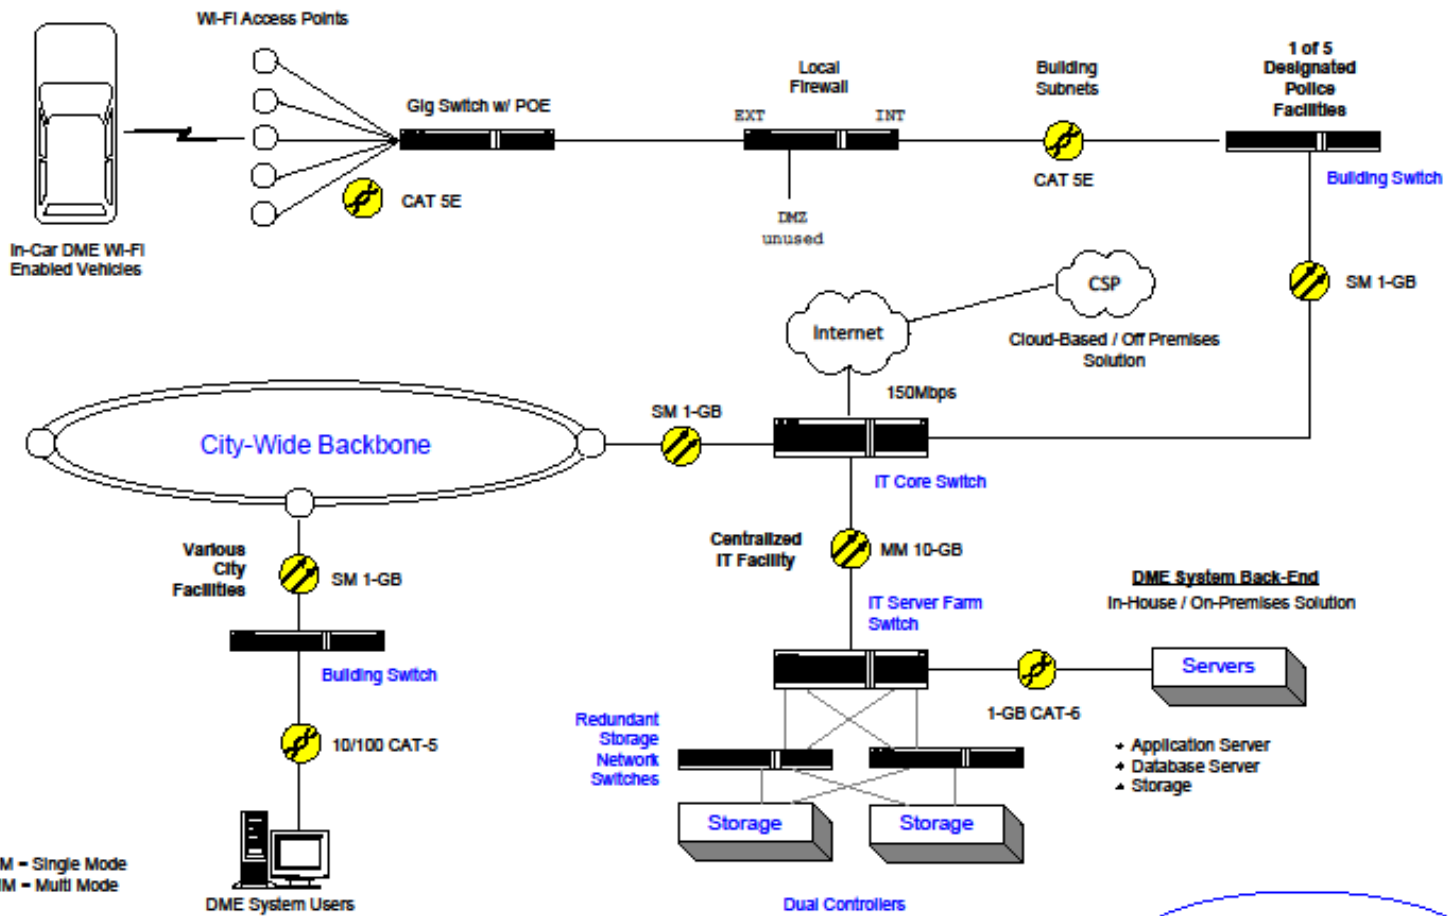 Wi-Fi Access Points
Gig Switch w/ POE
Local
Firewall
EXT
INT
Building
Subnets
1 of 5
Designated
Police
Facilities
CAT 5E
CAT 5E
Building Switch
DMZ
unused
In-Car DME Wi-Fi
Enabled Vehicles
CSP
SM 1-GB
Internet
Cloud-Based / Off Premises
Solution
150Mbps
SM 1-GB
City-Wide Backbone
IT Core Switch
Various
City
Facilities
SM 1-GB
Centralized
IT Facility
MM 10-GB
DME System Back-End
In-House / On-Premises Solution
IT Server Farm
Switch
Building Switch
Servers
1-GB CAT-6
Redundant
Storage
Network
Switches
10/100 CAT-5
Application Server
Database Server
Storage
Storage
Storage
M = Single Mode
IM = Multi Mode
DME System Users
Dual Controllers